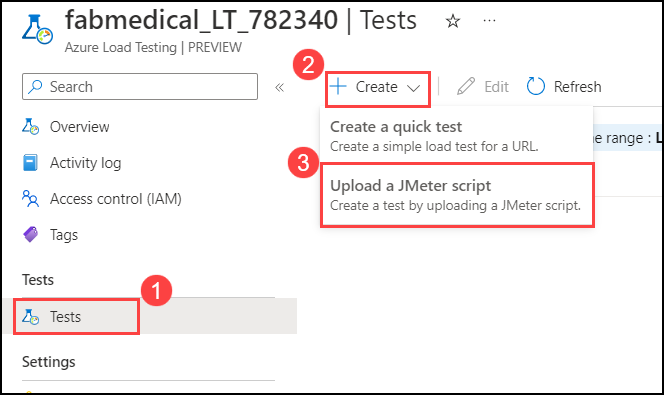 fabmedical_LT_782340 | Tests
Azure Load Testing | PREVIEW
2
Search
Create
Edit
Refresh
Overview
Create a quick test
Create a simple load test for a URL.
ne range : L
Activity log
3
Upload a JMeter script
Create a test by uploading a JMeter script.
Access control (IAM)
Tags
Tests
1
Tests
Settings